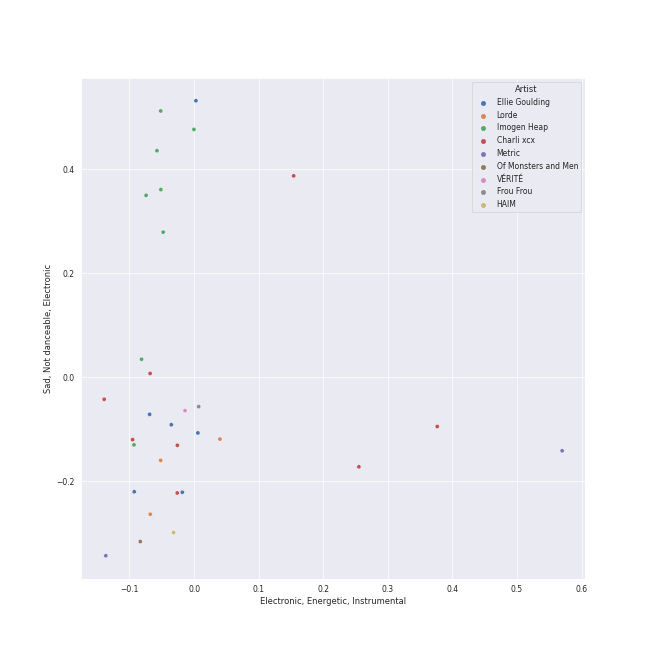 Artist
Ellie Goulding
Lorde
Imogen Heap
Charli xcx
Metric
Of Monsters and Men
VÉRITÉ
Frou Frou
HAIM
0.4
0.2
0.0
−0.2
Sad, Not danceable, Electronic
−0.1 0.0 0.1 0.2 0.3 0.4 0.5 0.6
Electronic, Energetic, Instrumental